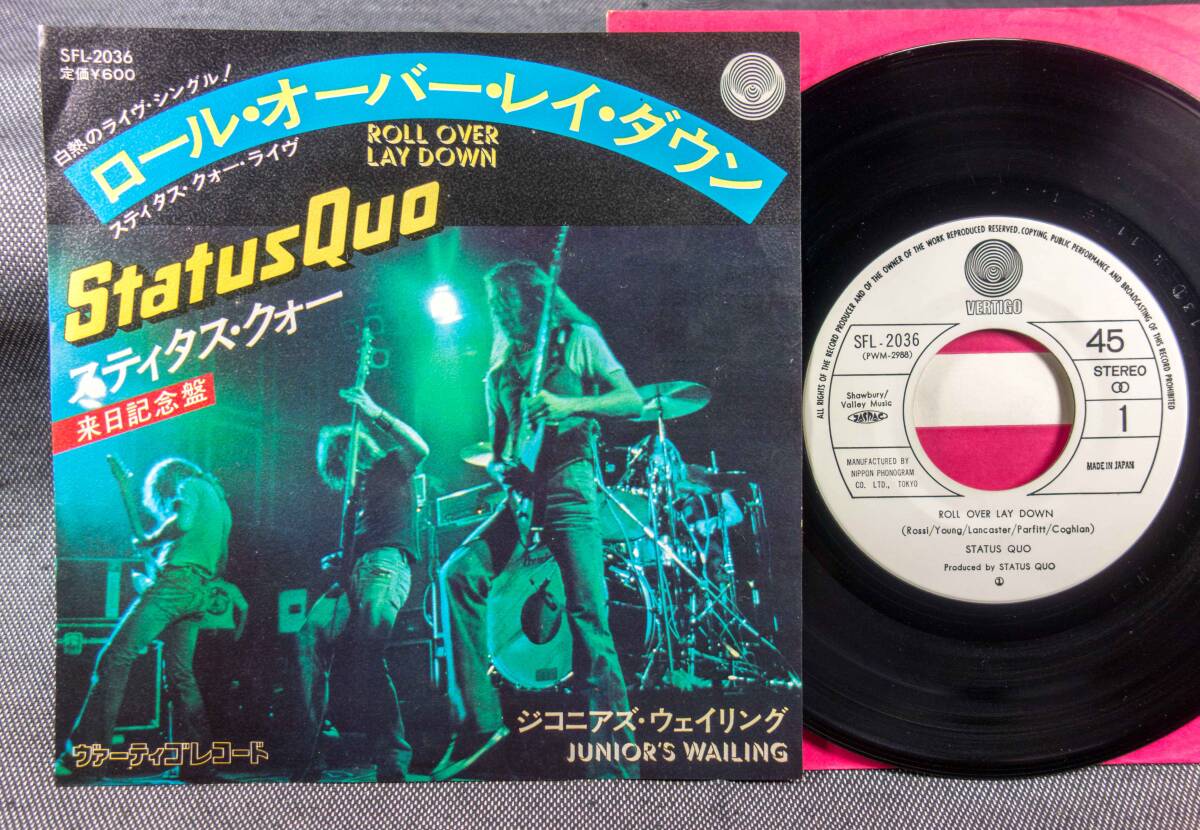 SFL-2036
定価¥600
白熱のライヴ・シングル!
ロール・オーバー・レイ・ダウン
ROLL OVER
LAY DOWN
スティタス・クォー・ライヴ
StatusQuo
スティタス・クォー
来日記念盤
ジュニアズ・ウェイリング
JUNIOR'S WAILING
ヴァーティゴレコード
ALL RIGHTS OF THE RECORD PRODUCER AND OF THE OWNER OF THE WORK REPRODUCED RESERVED. COPYING, PUBLIC PERFORMANCE AND BROADCASTING OF THIS RECORD PROHIBITED
VERTIGO
SFL-2036
(PWM-2988)
Shawbury/
Valley Music
JASRAC
MANUFACTURED BY
NIPPON PHONOGRAM
CO. LTD., TOKYO
45
STEREO
1
MADE IN JAPAN
ROLL OVER LAY DOWN
(Rossi/Young/Lancaster/Parfitt/Coghlan)
STATUS QUO
Produced by STATUS QUO